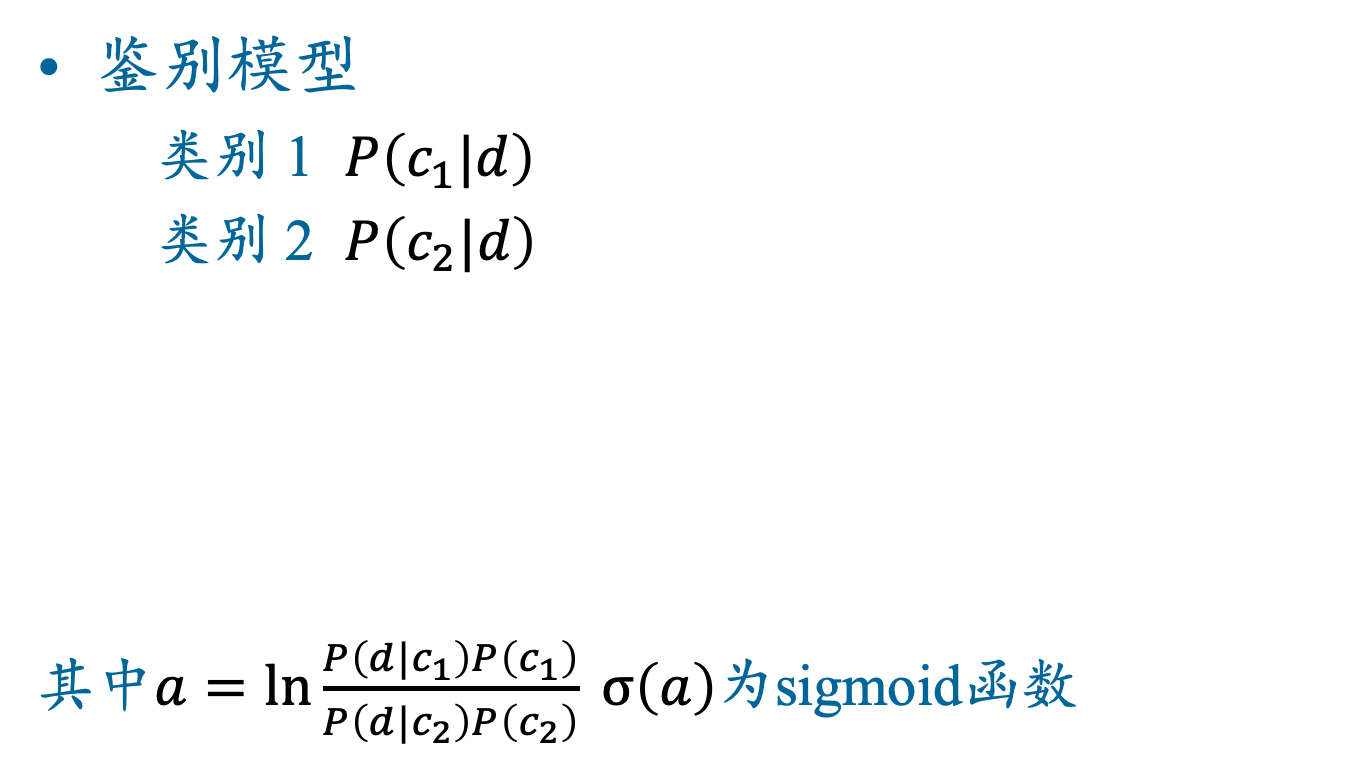 • 鉴别模型
类别 1 P(c₁|d)
类别 2 P(c₂|d)
其中a = ln P(d|c₁)P(c₁) / P(d|c₂)P(c₂) σ(a)为sigmoid函数